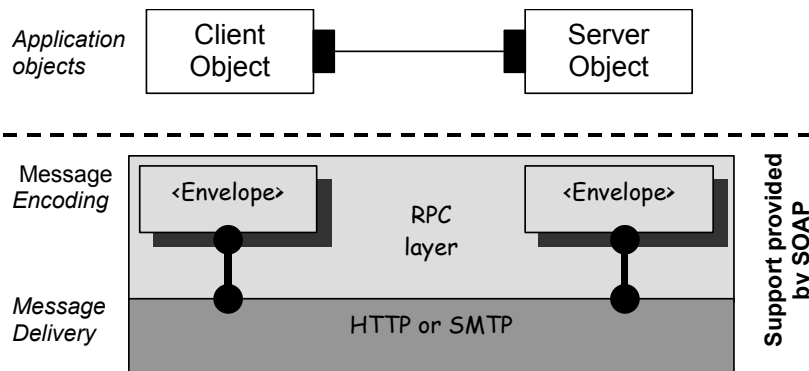 Application
objects
Client
Object
Server
Object
Message
Encoding
<Envelope>
RPC
layer
<Envelope>
Message
Delivery
HTTP or SMTP
Support provided
by SOAP